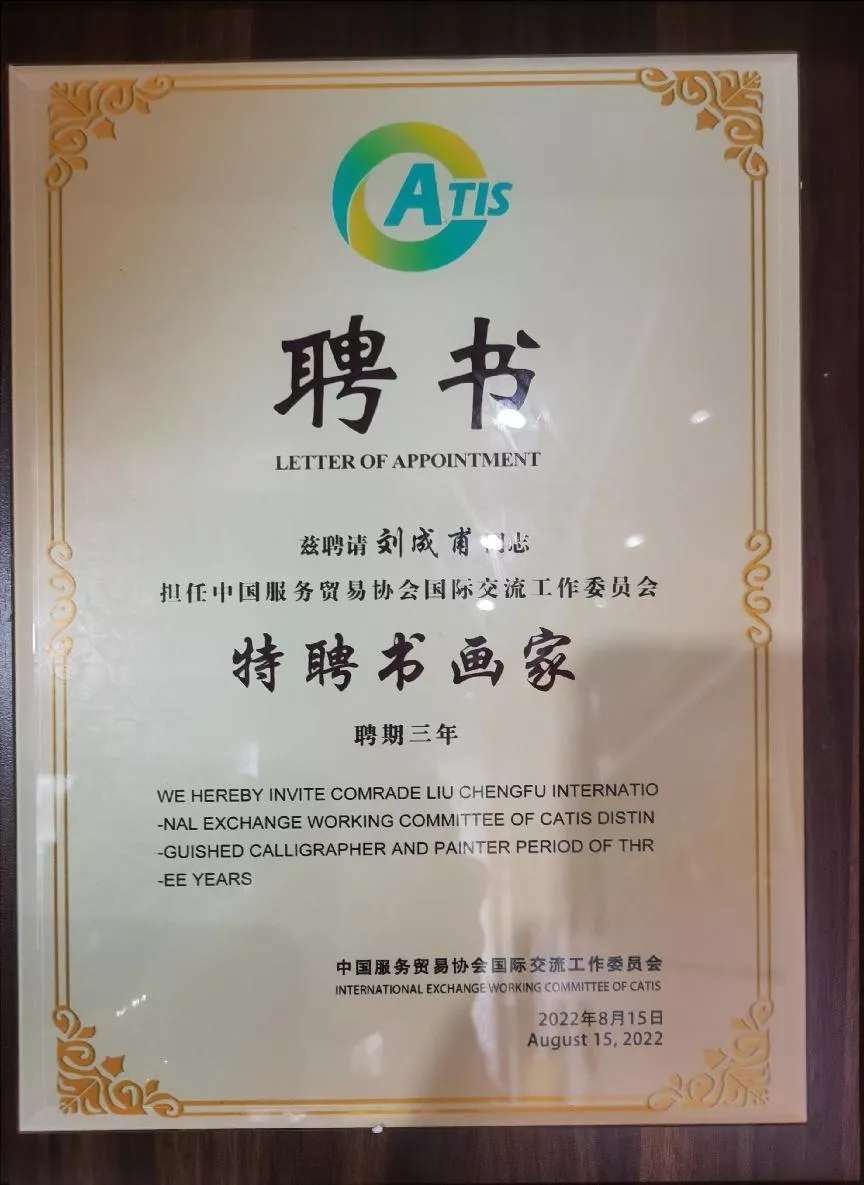 CATIS
聘书
LETTER OF APPOINTMENT
兹聘请刘成甫同志
担任中国服务贸易协会国际交流工作委员会
特聘书画家
聘期三年
WE HEREBY INVITE COMRADE LIU CHENGFU INTERNATIO
-NAL EXCHANGE WORKING COMMITTEE OF CATIS DISTIN
-GUISHED CALLIGRAPHER AND PAINTER PERIOD OF THR
-EE YEARS
中国服务贸易协会国际交流工作委员会
INTERNATIONAL EXCHANGE WORKING COMMITTEE OF CATIS
2022年8月15日
August 15, 2022